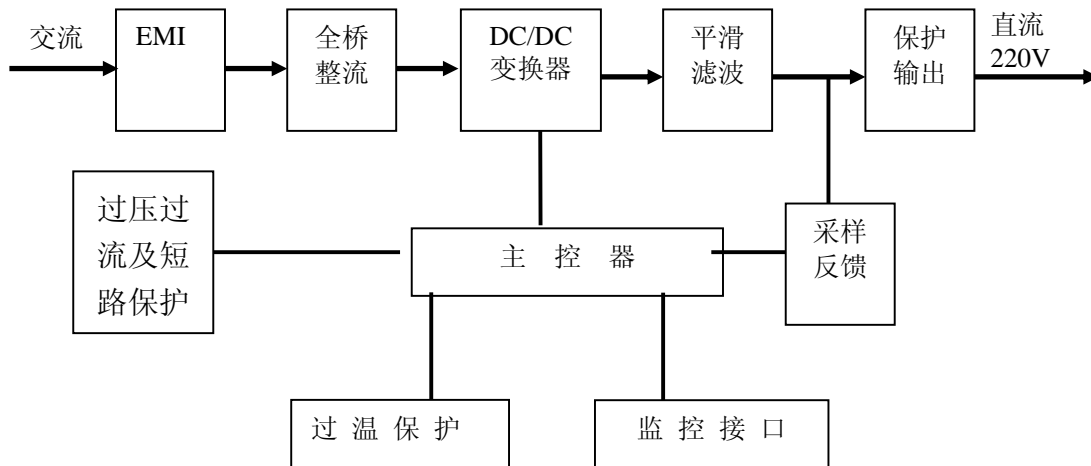 交流
EMI
全桥
整流
DC/DC
变换器
平滑
滤波
保护
输出
直流
220V
过压过
流及短
路保护
主 控 器
采样
反馈
过 温 保 护
监 控 接 口